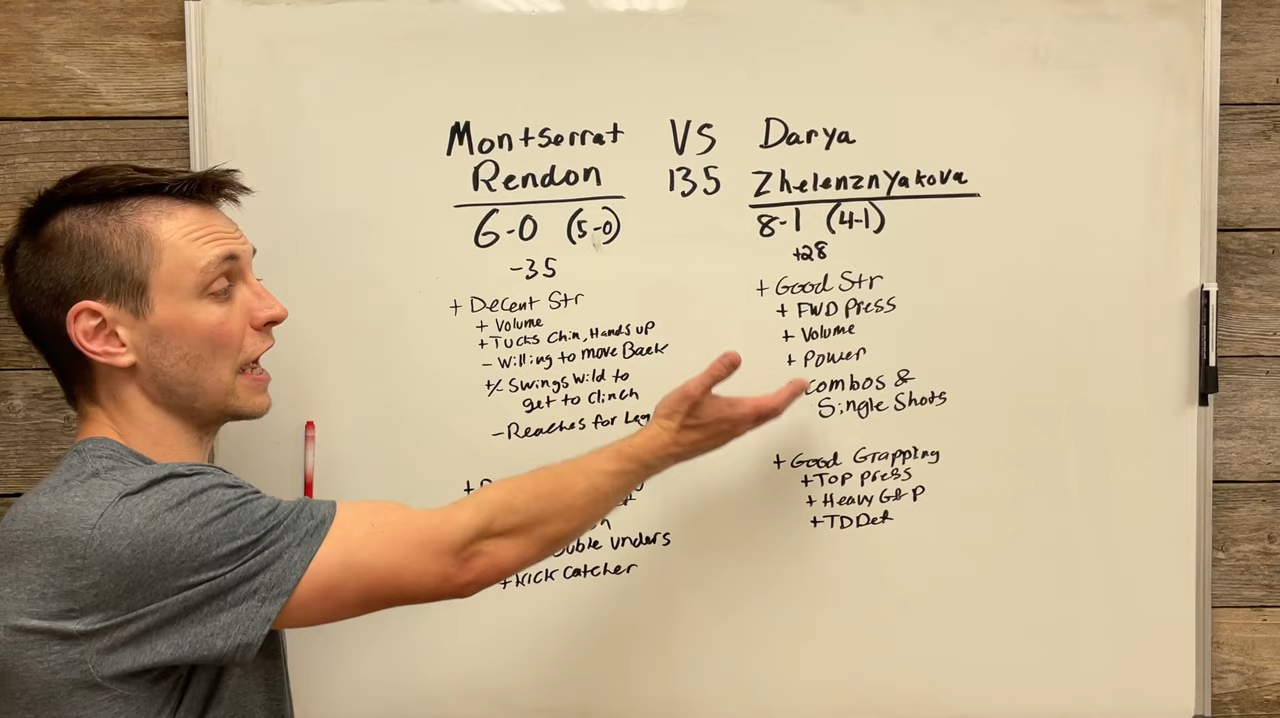 Montserrat VS Darya
Rendon 135 Zhelenznyakova
6-0 (5-0)
-35
+ Decent Str
+ Volume
+ Tucks Chin, Hands up
- Willing to move Back
+/- Swings Wild to
get to Clinch
- Reaches for Leg
Unders
+ Kick Catcher
8-1 (4-1)
+28
+ Good Str
+ FWD Press
+ Volume
+ Power
combos &
Single Shots
+ Good Grappling
+ Top Press
+ Heavy G&P
+ TD Def